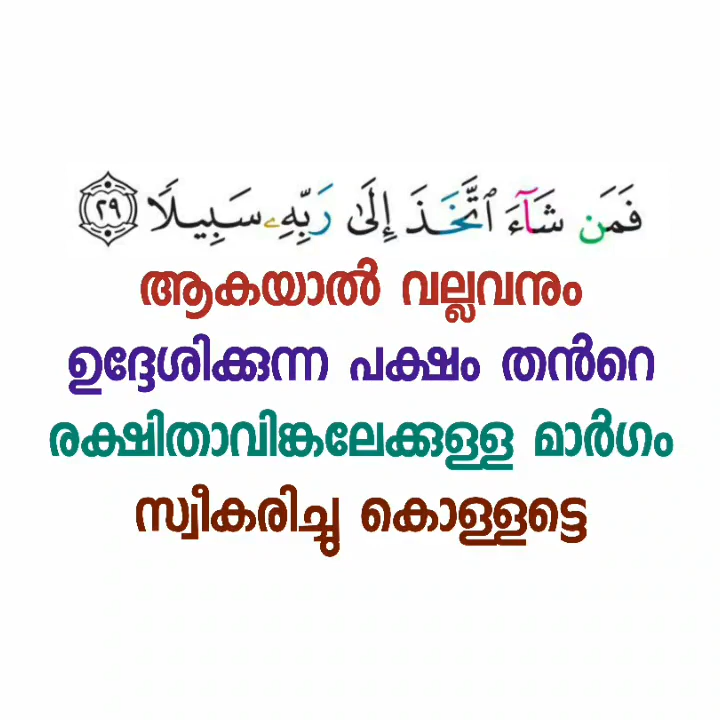 فَمَن شَآءَ ٱتَّخَذَ إِلَىٰ رَبِّهِۦ سَبِيلًا ٢٩
ആകയാൽ വല്ലവനും
ഉദ്ദേശിക്കുന്ന പക്ഷം തൻറെ
രക്ഷിതാവിങ്കലേക്കുള്ള മാർഗം
സ്വീകരിച്ചു കൊള്ളട്ടെ